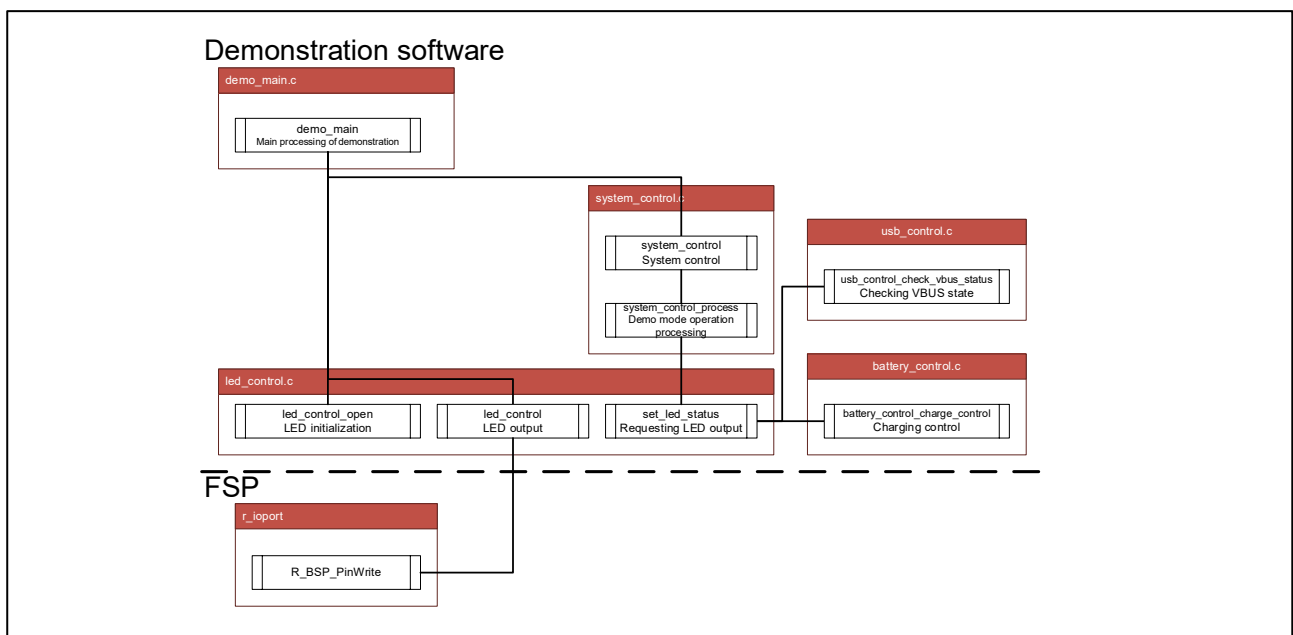 Demonstration software
demo_main.c
demo_main
Main processing of demonstration
system_control.c
system_control
System control
system_control_process
Demo mode operation
processing
usb_control.c
usb_control_check_vbus_status
Checking VBUS state
battery_control.c
battery_control_charge_control
Charging control
led_control.c
led_control_open
LED initialization
led_control
LED output
set_led_status
Requesting LED output
FSP
r_ioport
R_BSP_PinWrite